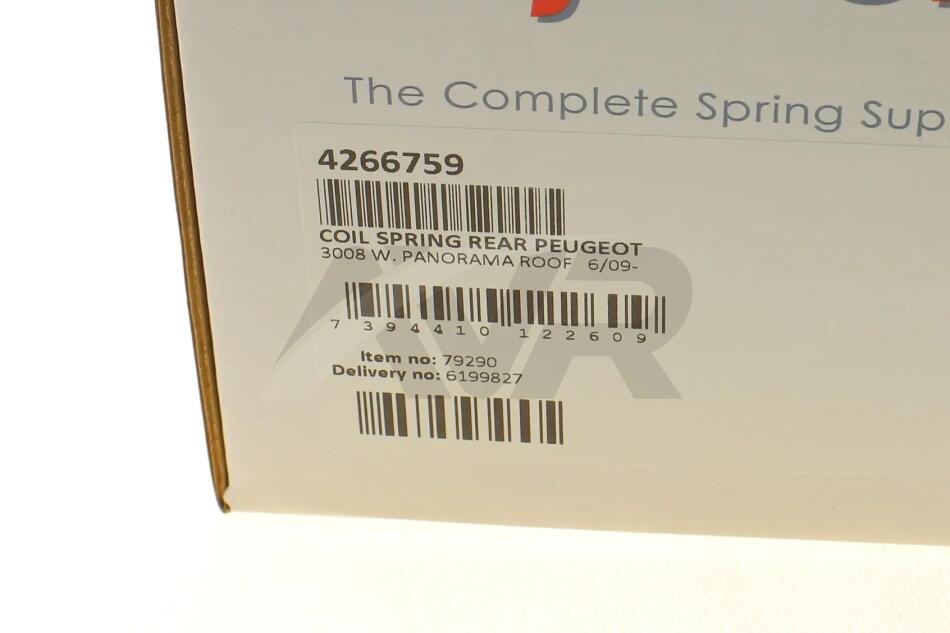 The Complete Spring Sup
4266759
COIL SPRING REAR PEUGEOT
3008 W. PANORAMA ROOF 6/09-
7 394410 122609
Item no: 79290
Delivery no: 6199827
AVR